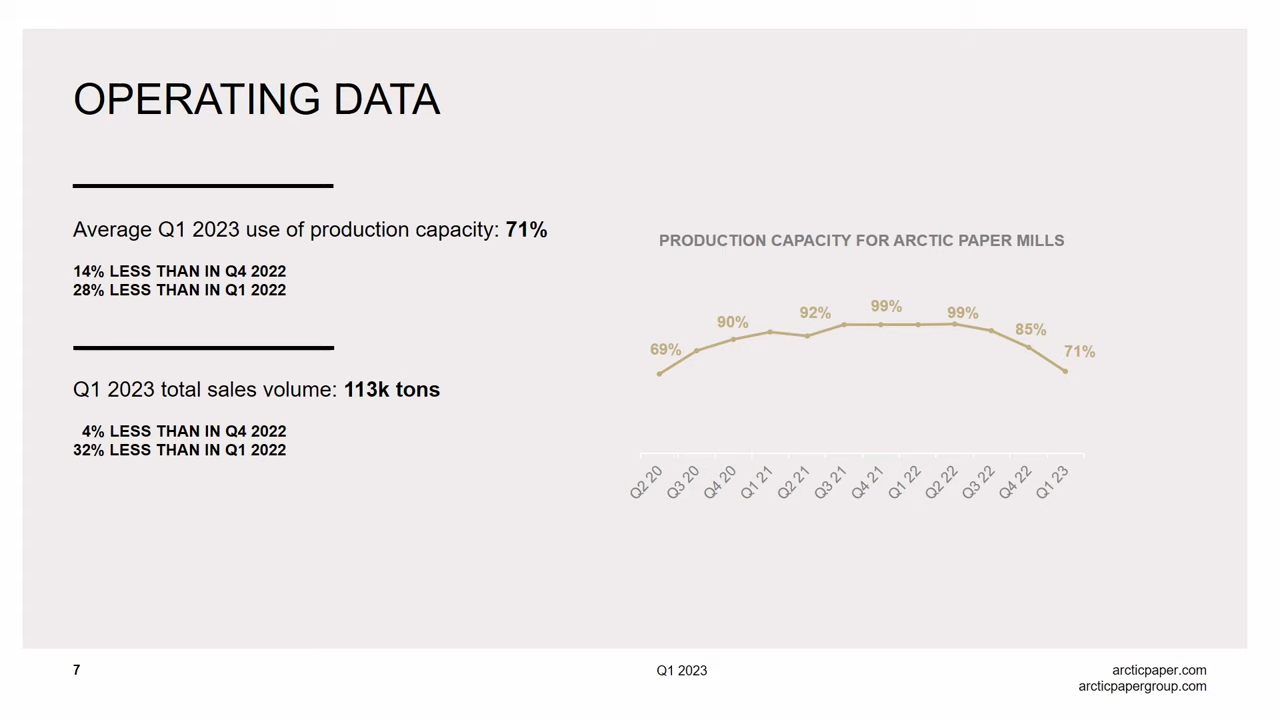 OPERATING DATA
Average Q1 2023 use of production capacity: 71%
14% LESS THAN IN Q4 2022
28% LESS THAN IN Q1 2022
Q1 2023 total sales volume: 113k tons
4% LESS THAN IN Q4 2022
32% LESS THAN IN Q1 2022
PRODUCTION CAPACITY FOR ARCTIC PAPER MILLS
69% 90% 92% 99% 99% 85% 71%
Q2 20 Q3 20 Q4 20 Q1 21 Q2 21 Q3 21 Q4 21 Q1 22 Q2 22 Q3 22 Q4 22 Q1 23
7
Q1 2023
arcticpaper.com
arcticpapergroup.com